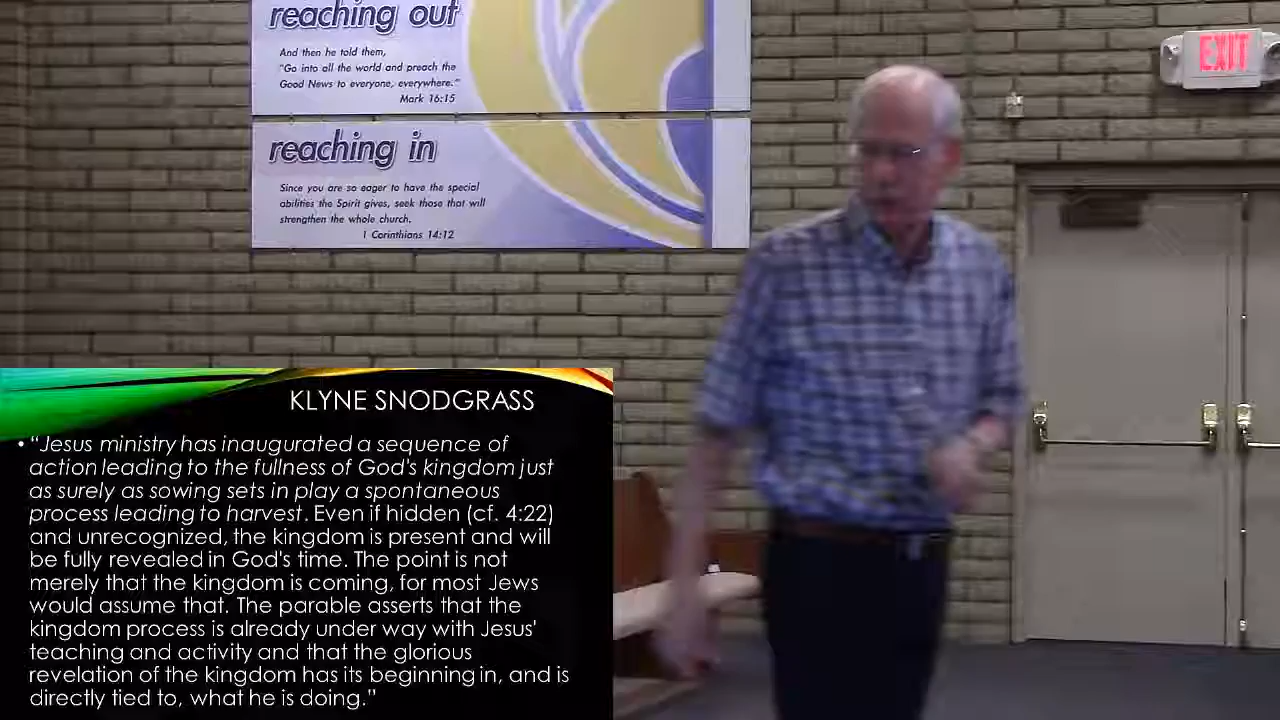 reaching out
And then he told them,
"Go into all the world and preach the
Good News to everyone, everywhere."
Mark 16:15
reaching in
Since you are so eager to have the special
abilities the Spirit gives, seek those that will
strengthen the whole church.
1 Corinthians 14:12
EXIT
KLYNE SNODGRASS
• "Jesus ministry has inaugurated a sequence of
action leading to the fullness of God's kingdom just
as surely as sowing sets in play a spontaneous
process leading to harvest. Even if hidden (cf. 4:22)
and unrecognized, the kingdom is present and will
be fully revealed in God's time. The point is not
merely that the kingdom is coming, for most Jews
would assume that. The parable asserts that the
kingdom process is already under way with Jesus'
teaching and activity and that the glorious
revelation of the kingdom has its beginning in, and is
directly tied to, what he is doing."